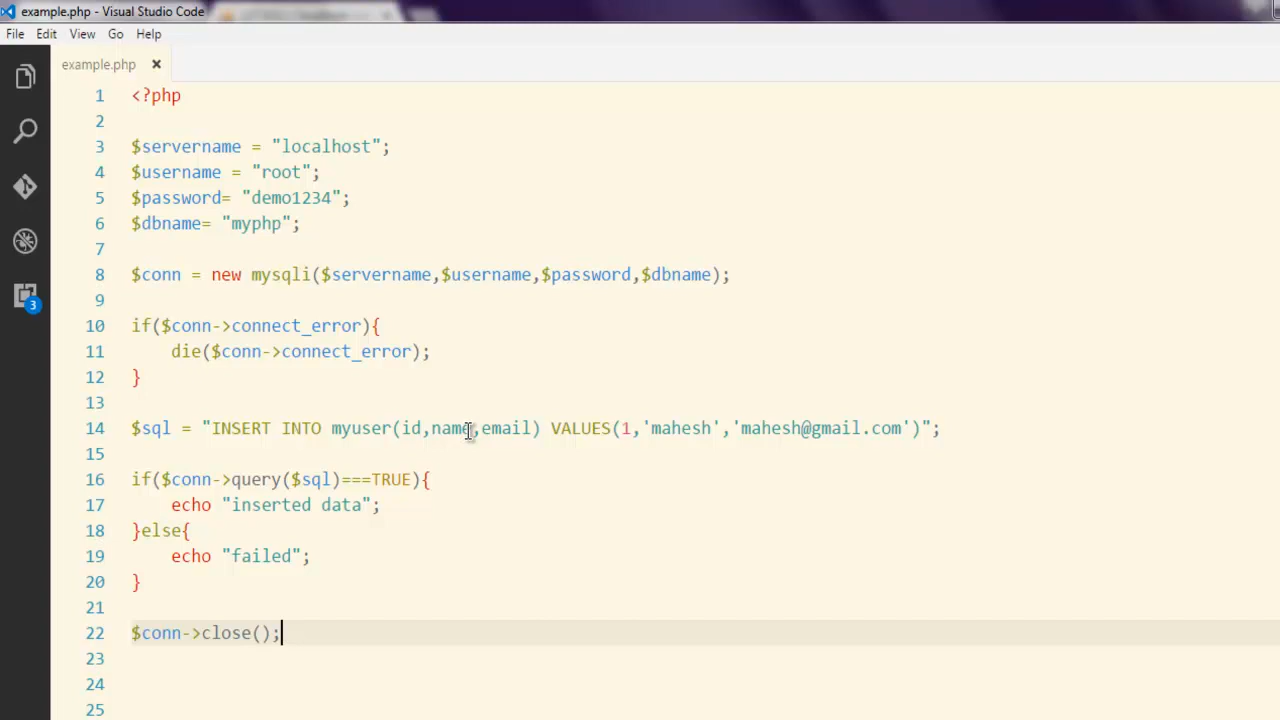 example.php - Visual Studio Code
File Edit View Go Help
example.php ×
1 <?php
2
3 $servername = "localhost";
4 $username = "root";
5 $password= "demo1234";
6 $dbname= "myphp";
7
8 $conn = new mysqli($servername,$username,$password,$dbname);
9
10 if($conn->connect_error){
11     die($conn->connect_error);
12 }
13
14 $sql = "INSERT INTO myuser(id,name,email) VALUES(1,'mahesh','mahesh@gmail.com')";
15
16 if($conn->query($sql)===TRUE){
17     echo "inserted data";
18 }else{
19     echo "failed";
20 }
21
22 $conn->close();
23
24
25
3